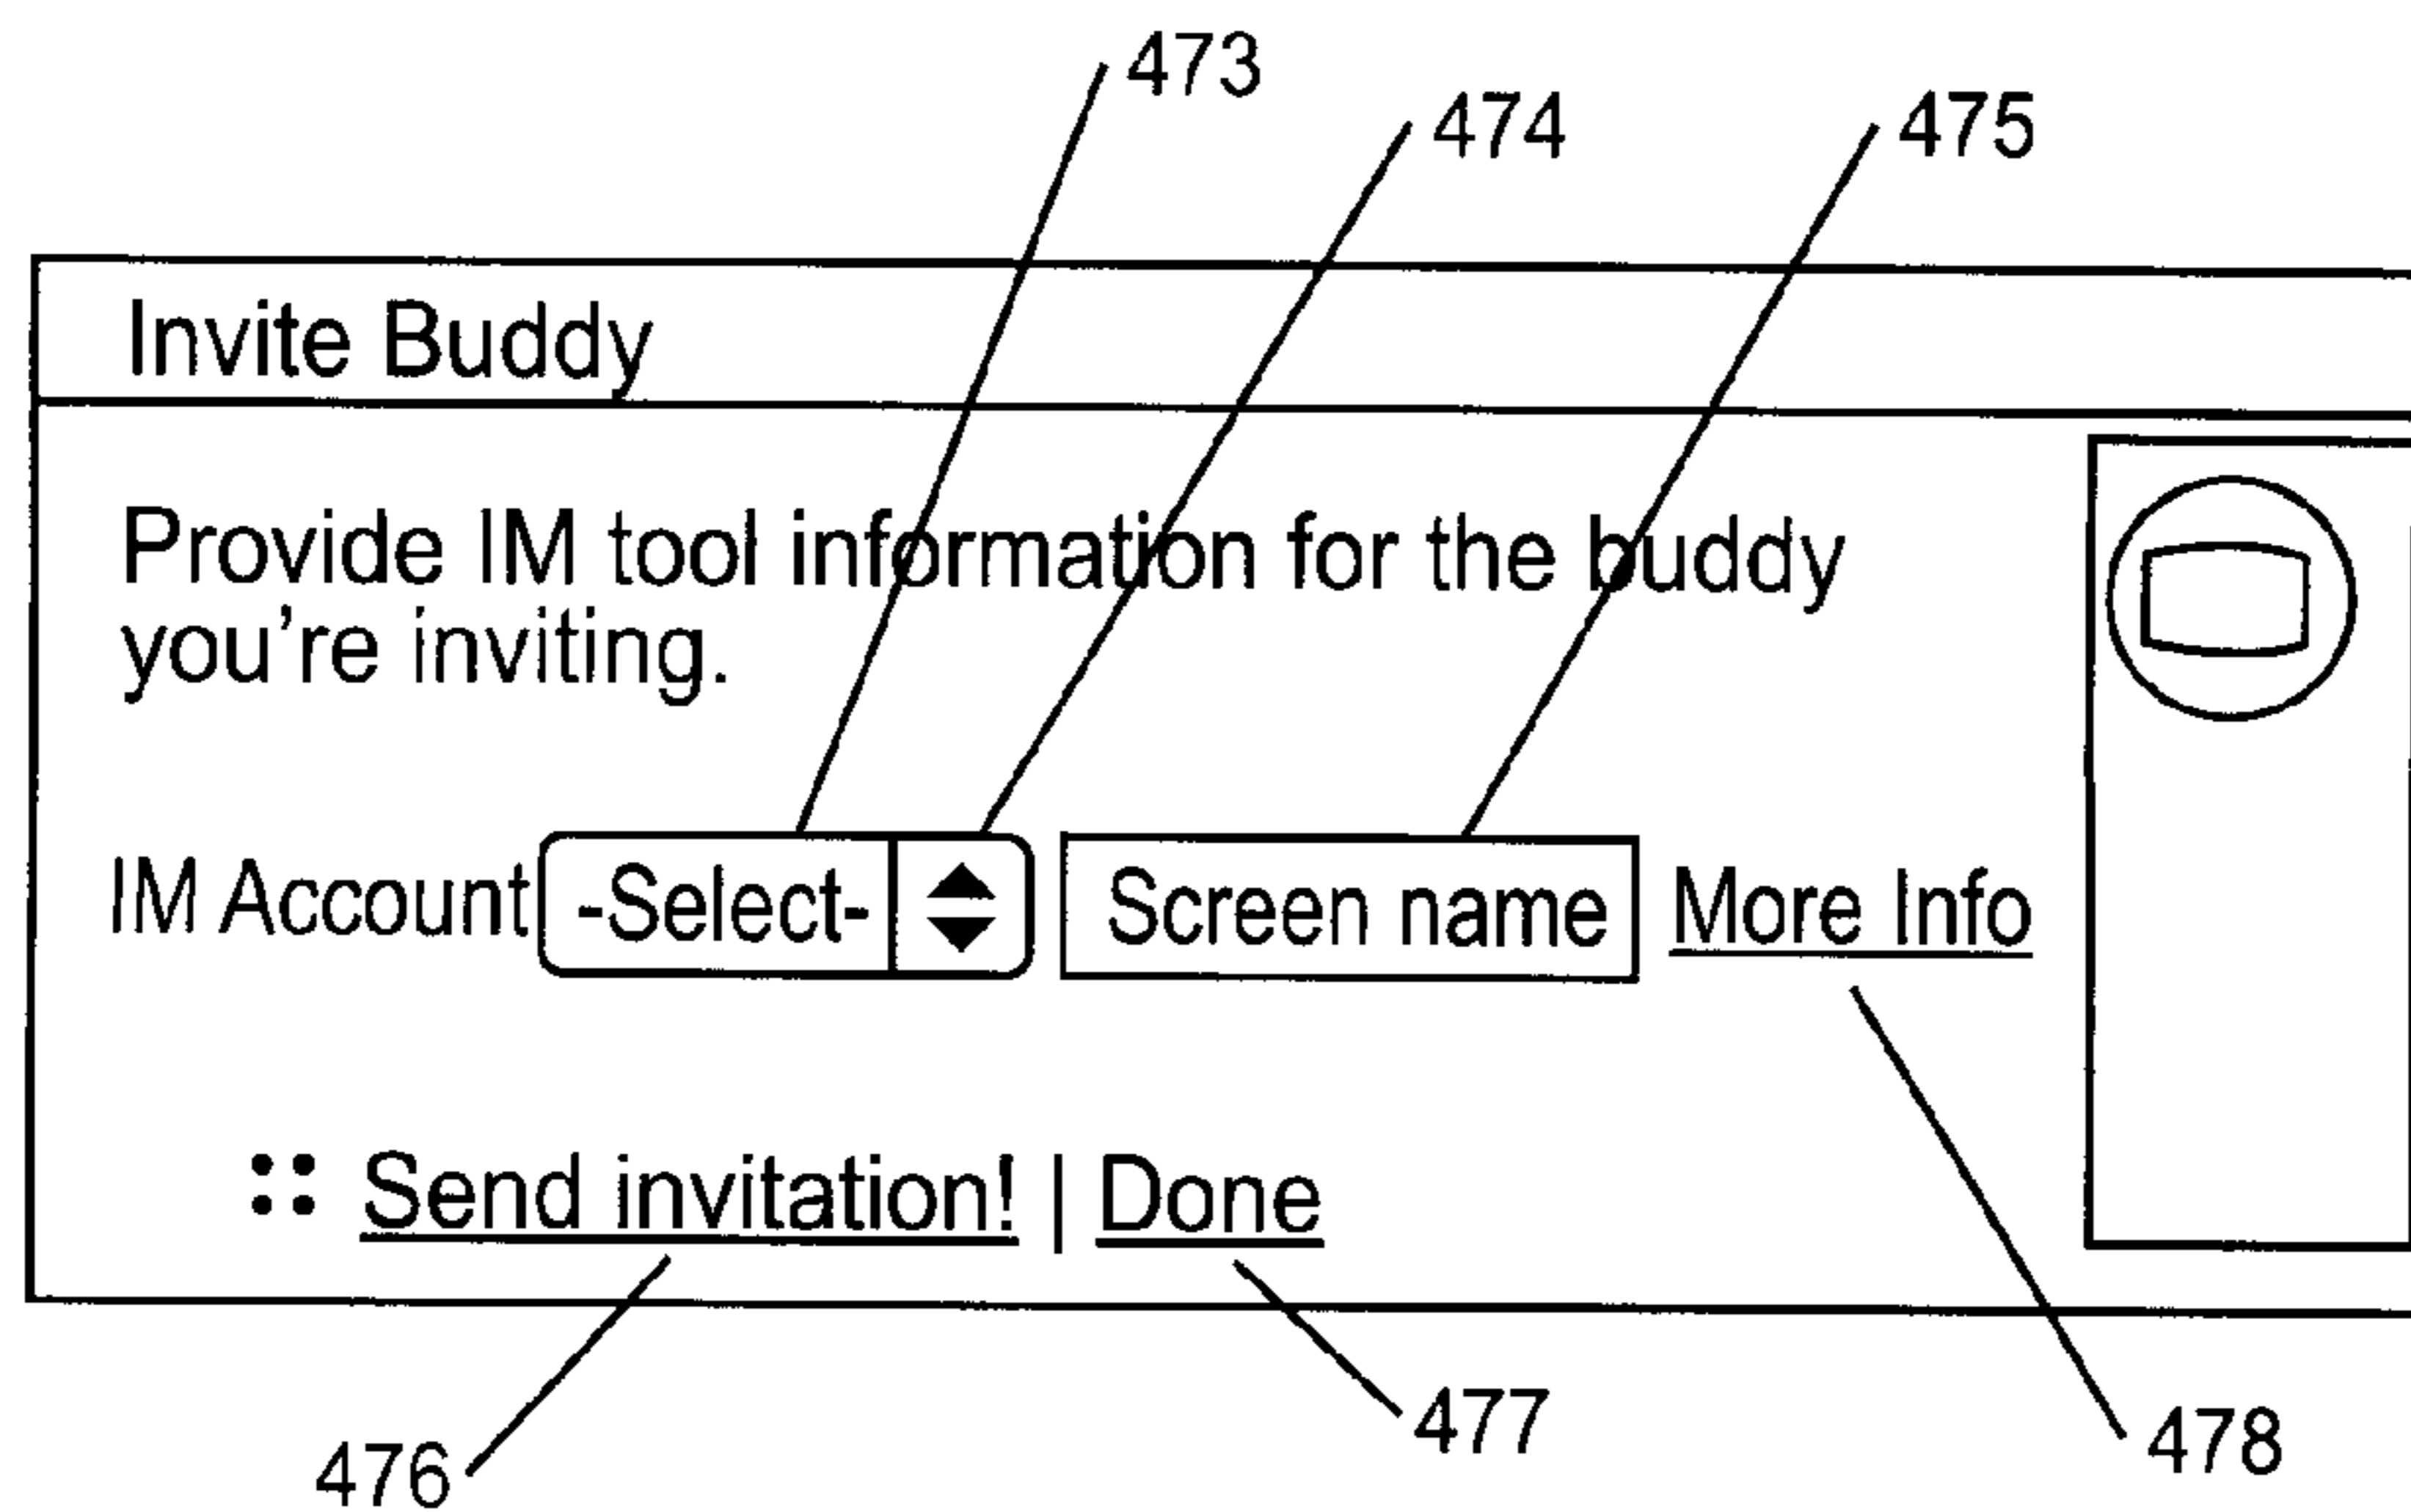 473
474
475
Invite Buddy
Provide IM tool information for the buddy
you're inviting.
IM Account -Select- Screen name More Info
Send invitation! | Done
477
478
476